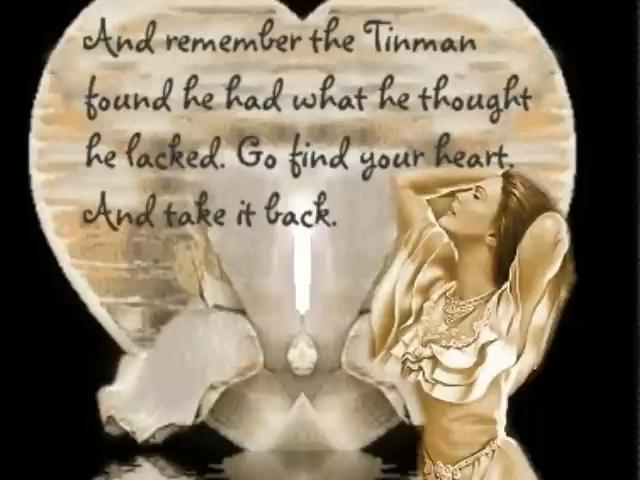 And remember the Tinman
found he had what he thought
he lacked. Go find your heart.
And take it back.